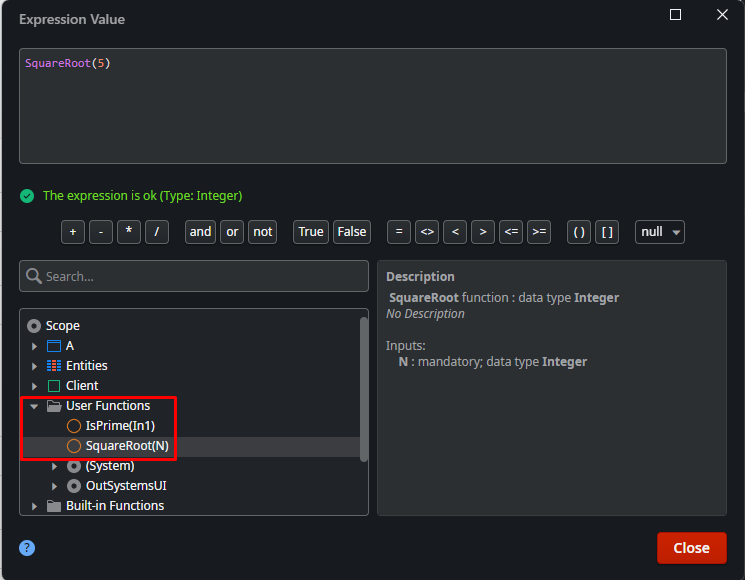 Expression Value
SquareRoot(5)
The expression is ok (Type: Integer)
+ - * / and or not True False = <> < > <= >= ( ) [ ] null
Search...
Scope
A
Entities
Client
User Functions
IsPrime(In1)
SquareRoot(N)
(System)
OutSystemsUI
Built-in Functions
Description
SquareRoot function : data type Integer
No Description
Inputs:
N : mandatory; data type Integer
?
Close